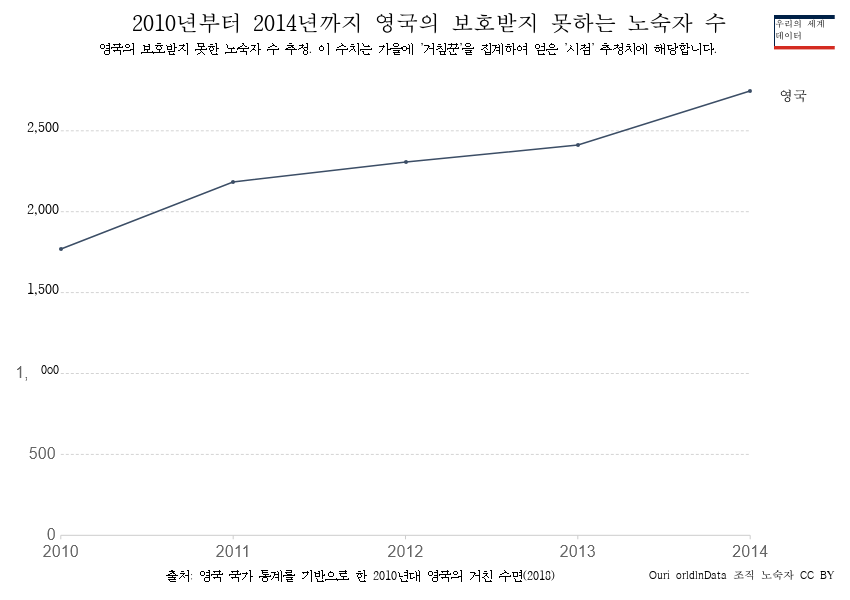 2010년부터 2014년까지 영국의 보호받지 못하는 노숙자 수
우리의 세계
데이터
영국의 보호받지 못한 노숙자 수 추정. 이 수치는 가을에 '거침꾼'을 집계하여 얻은 '시점' 추정치에 해당합니다.
영국
2,500
2,000
1,500
1, 000
500
0
2010 2011 2012 2013 2014
출처: 영국 국가 통계를 기반으로 한 2010년대 영국의 거친 수면(2018)
Ouri orldInData 조직 노숙자 CC BY